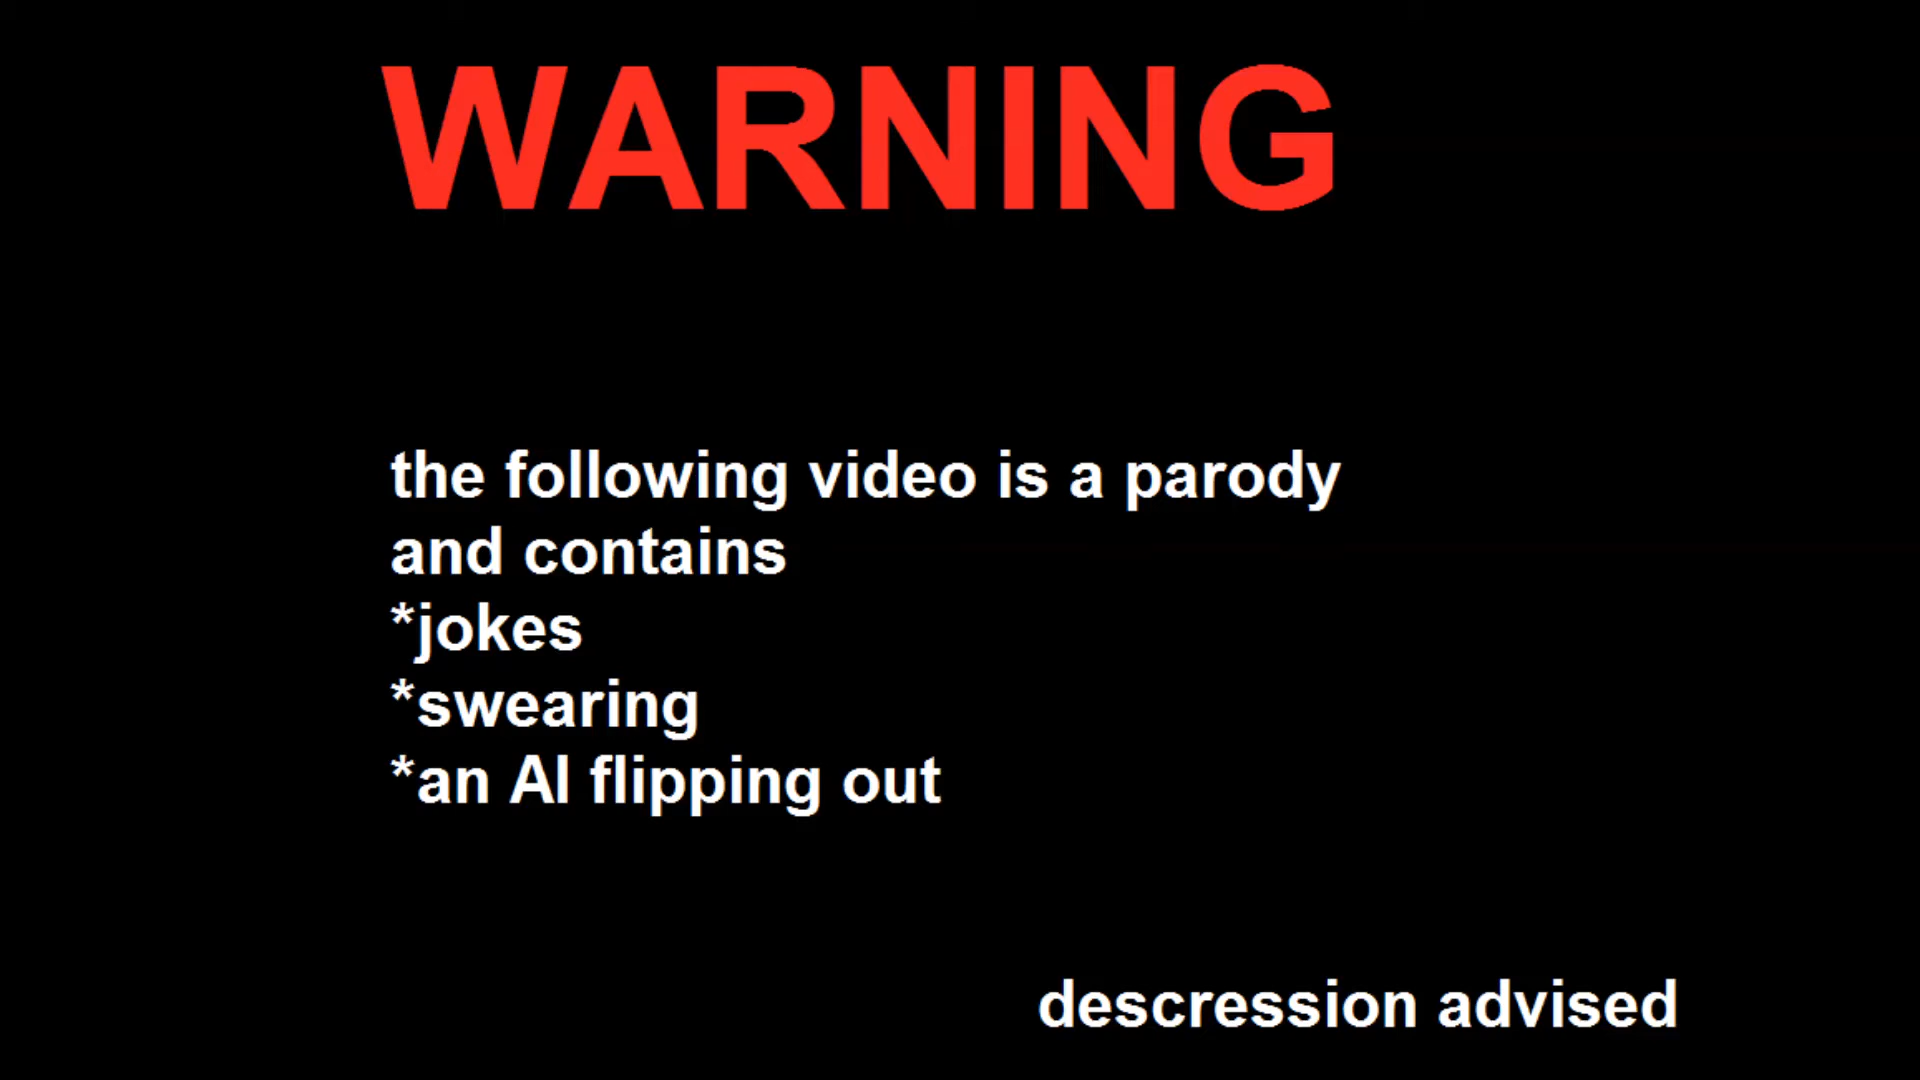 WARNING
the following video is a parody
and contains
*jokes
*swearing
*an AI flipping out
descression advised